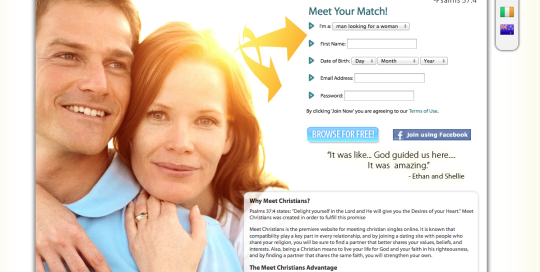 Psalms 37:4
Meet Your Match!
I'm a: man looking for a woman
First Name:
Date of Birth: Day Month Year
Email Address:
Password:
By clicking 'Join Now' you are agreeing to our Terms of Use.
BROWSE FOR FREE!
f Join using Facebook
"It was like... God guided us here....
It was amazing."
- Ethan and Shellie
Why Meet Christians?
Psalms 37:4 states: "Delight yourself in the Lord and He will give you the Desires of your Heart." Meet
Christians was created in order to fulfill this promise
Meet Christians is the premiere website for meeting christian singles online. It is known that
compatibility play a key part in every relationship, and by joining a dating site with people who
share your religion, you will be sure to find a partner that better shares your values, beliefs, and
interests. Also, being a Christian means to live your life for God and your faith in his righteousness,
and by finding a partner that shares the same faith, you will strengthen your own.
The Meet Christians Advantage